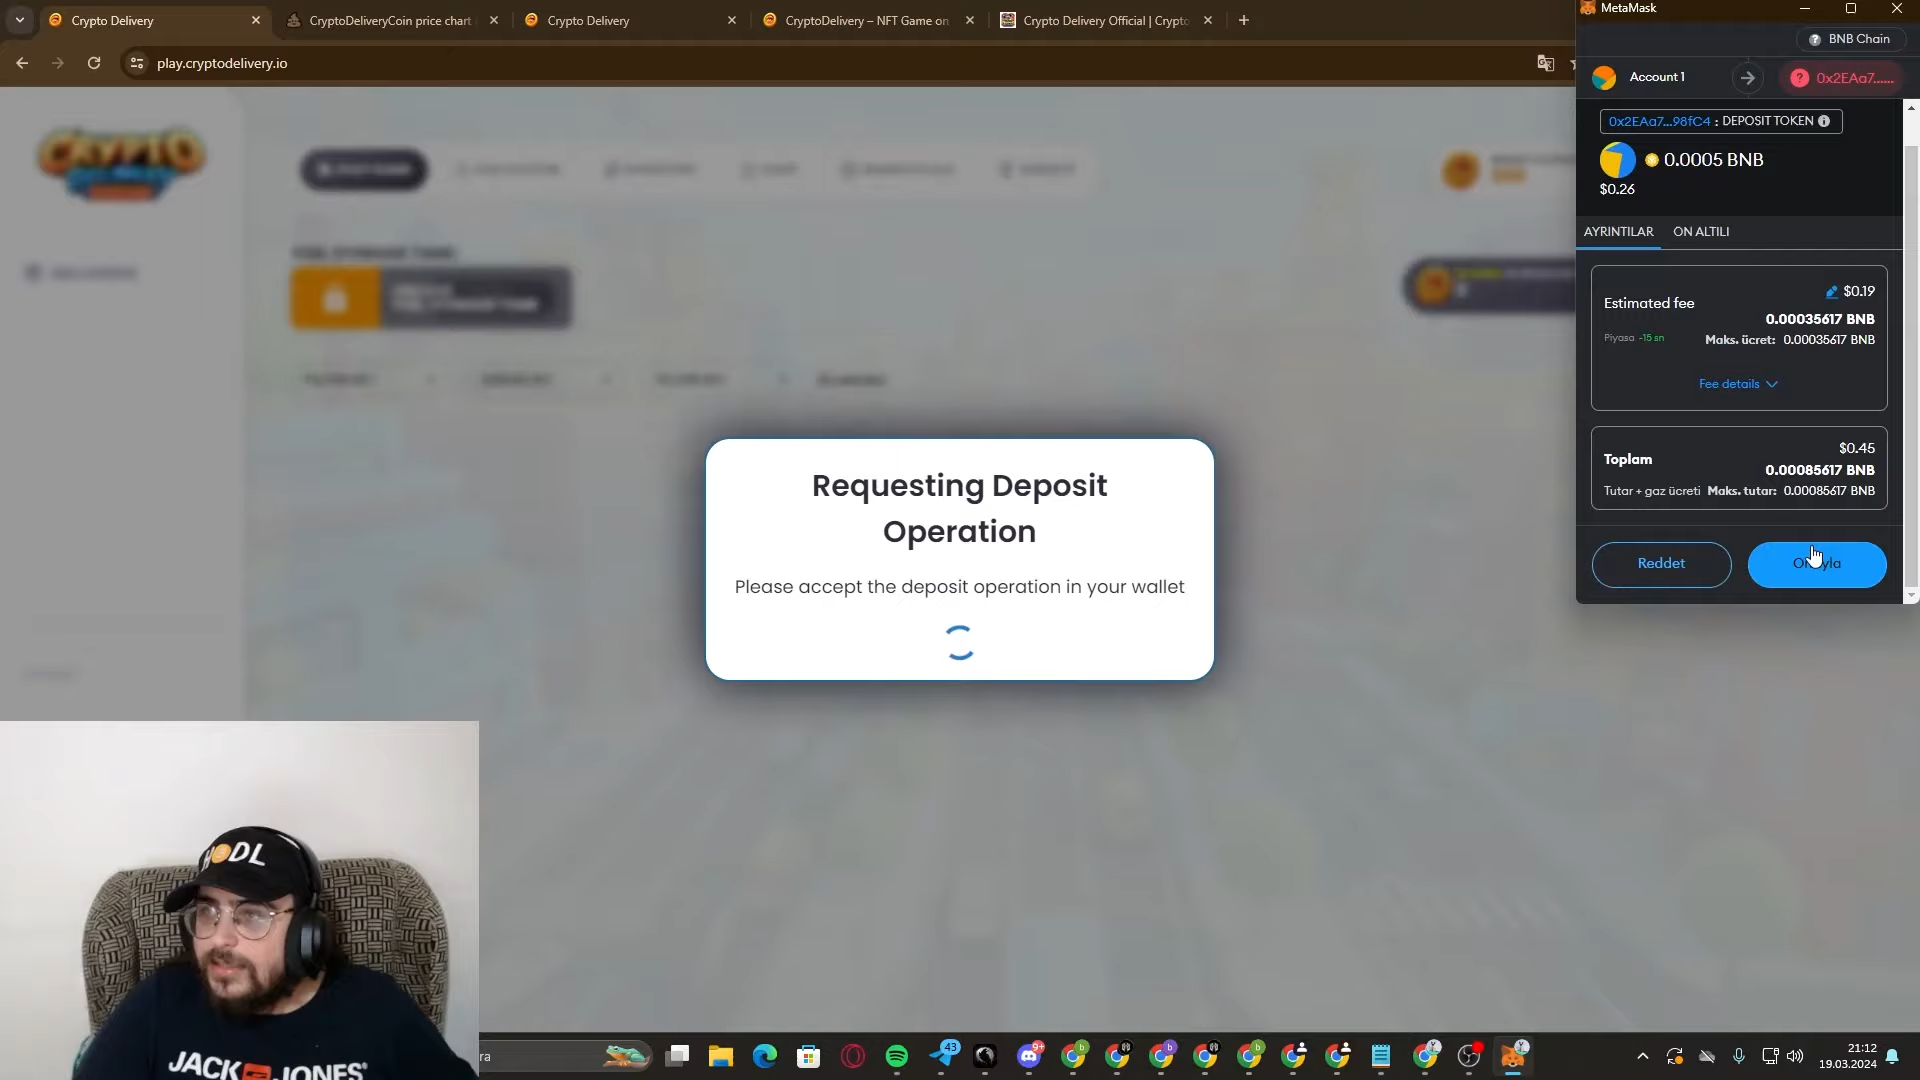 Crypto Delivery
CryptoDeliveryCoin price chart
Crypto Delivery
CryptoDelivery – NFT Game on
Crypto Delivery Official | Crypto
play.cryptodelivery.io
CRYPTO
MetaMask
BNB Chain
Account 1
0x2EAa7......
0x2EAa7...98fC4 : DEPOSIT TOKEN
0.0005 BNB
$0.26
AYRINTILAR ON ALTILI
$0.19
Estimated fee
0.00035617 BNB
Piyasa ~15 sn Maks. ücret: 0.00035617 BNB
Fee details
$0.45
Toplam
0.00085617 BNB
Tutar + gaz ücreti Maks. tutar: 0.00085617 BNB
Reddet
Requesting Deposit
Operation
Please accept the deposit operation in your wallet
HODL
JACK JONES®
ra
43
9+
21:12
19.03.2024